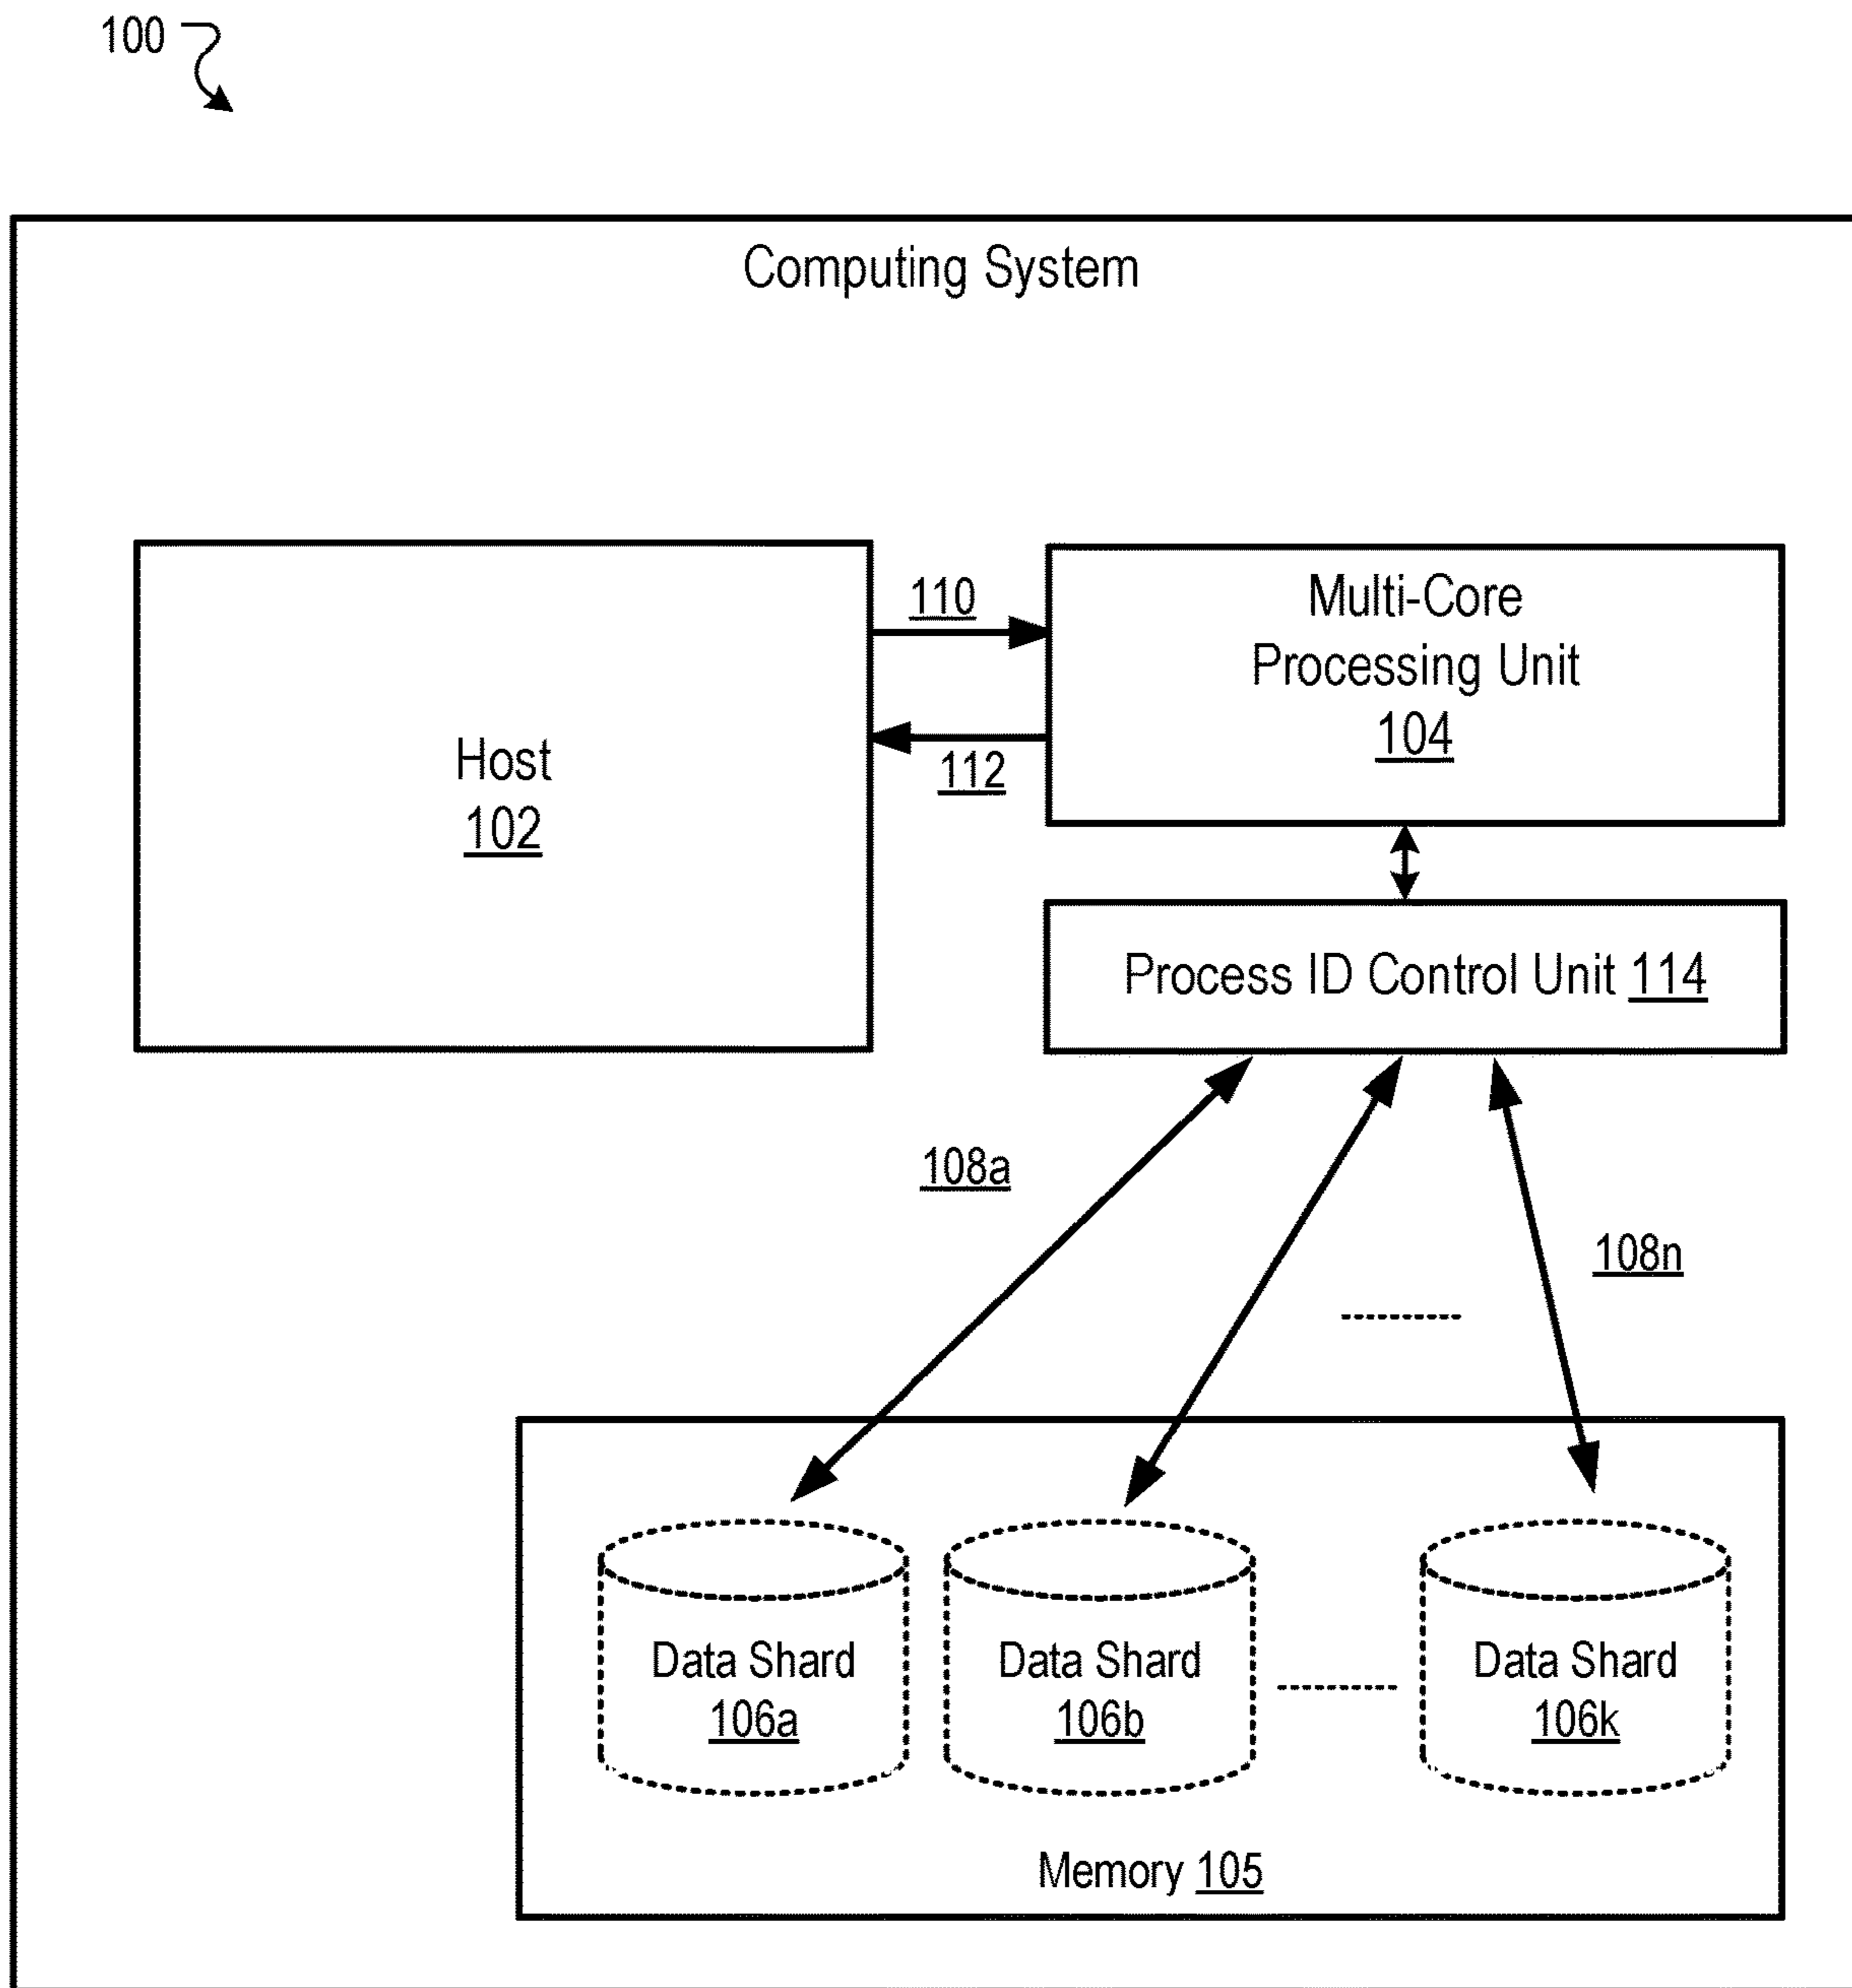 100
Computing System
110
Multi-Core
Processing Unit
104
112
Host
102
Process ID Control Unit 114
108a
108n
Data Shard
106a
Data Shard
106b
Data Shard
106k
Memory 105